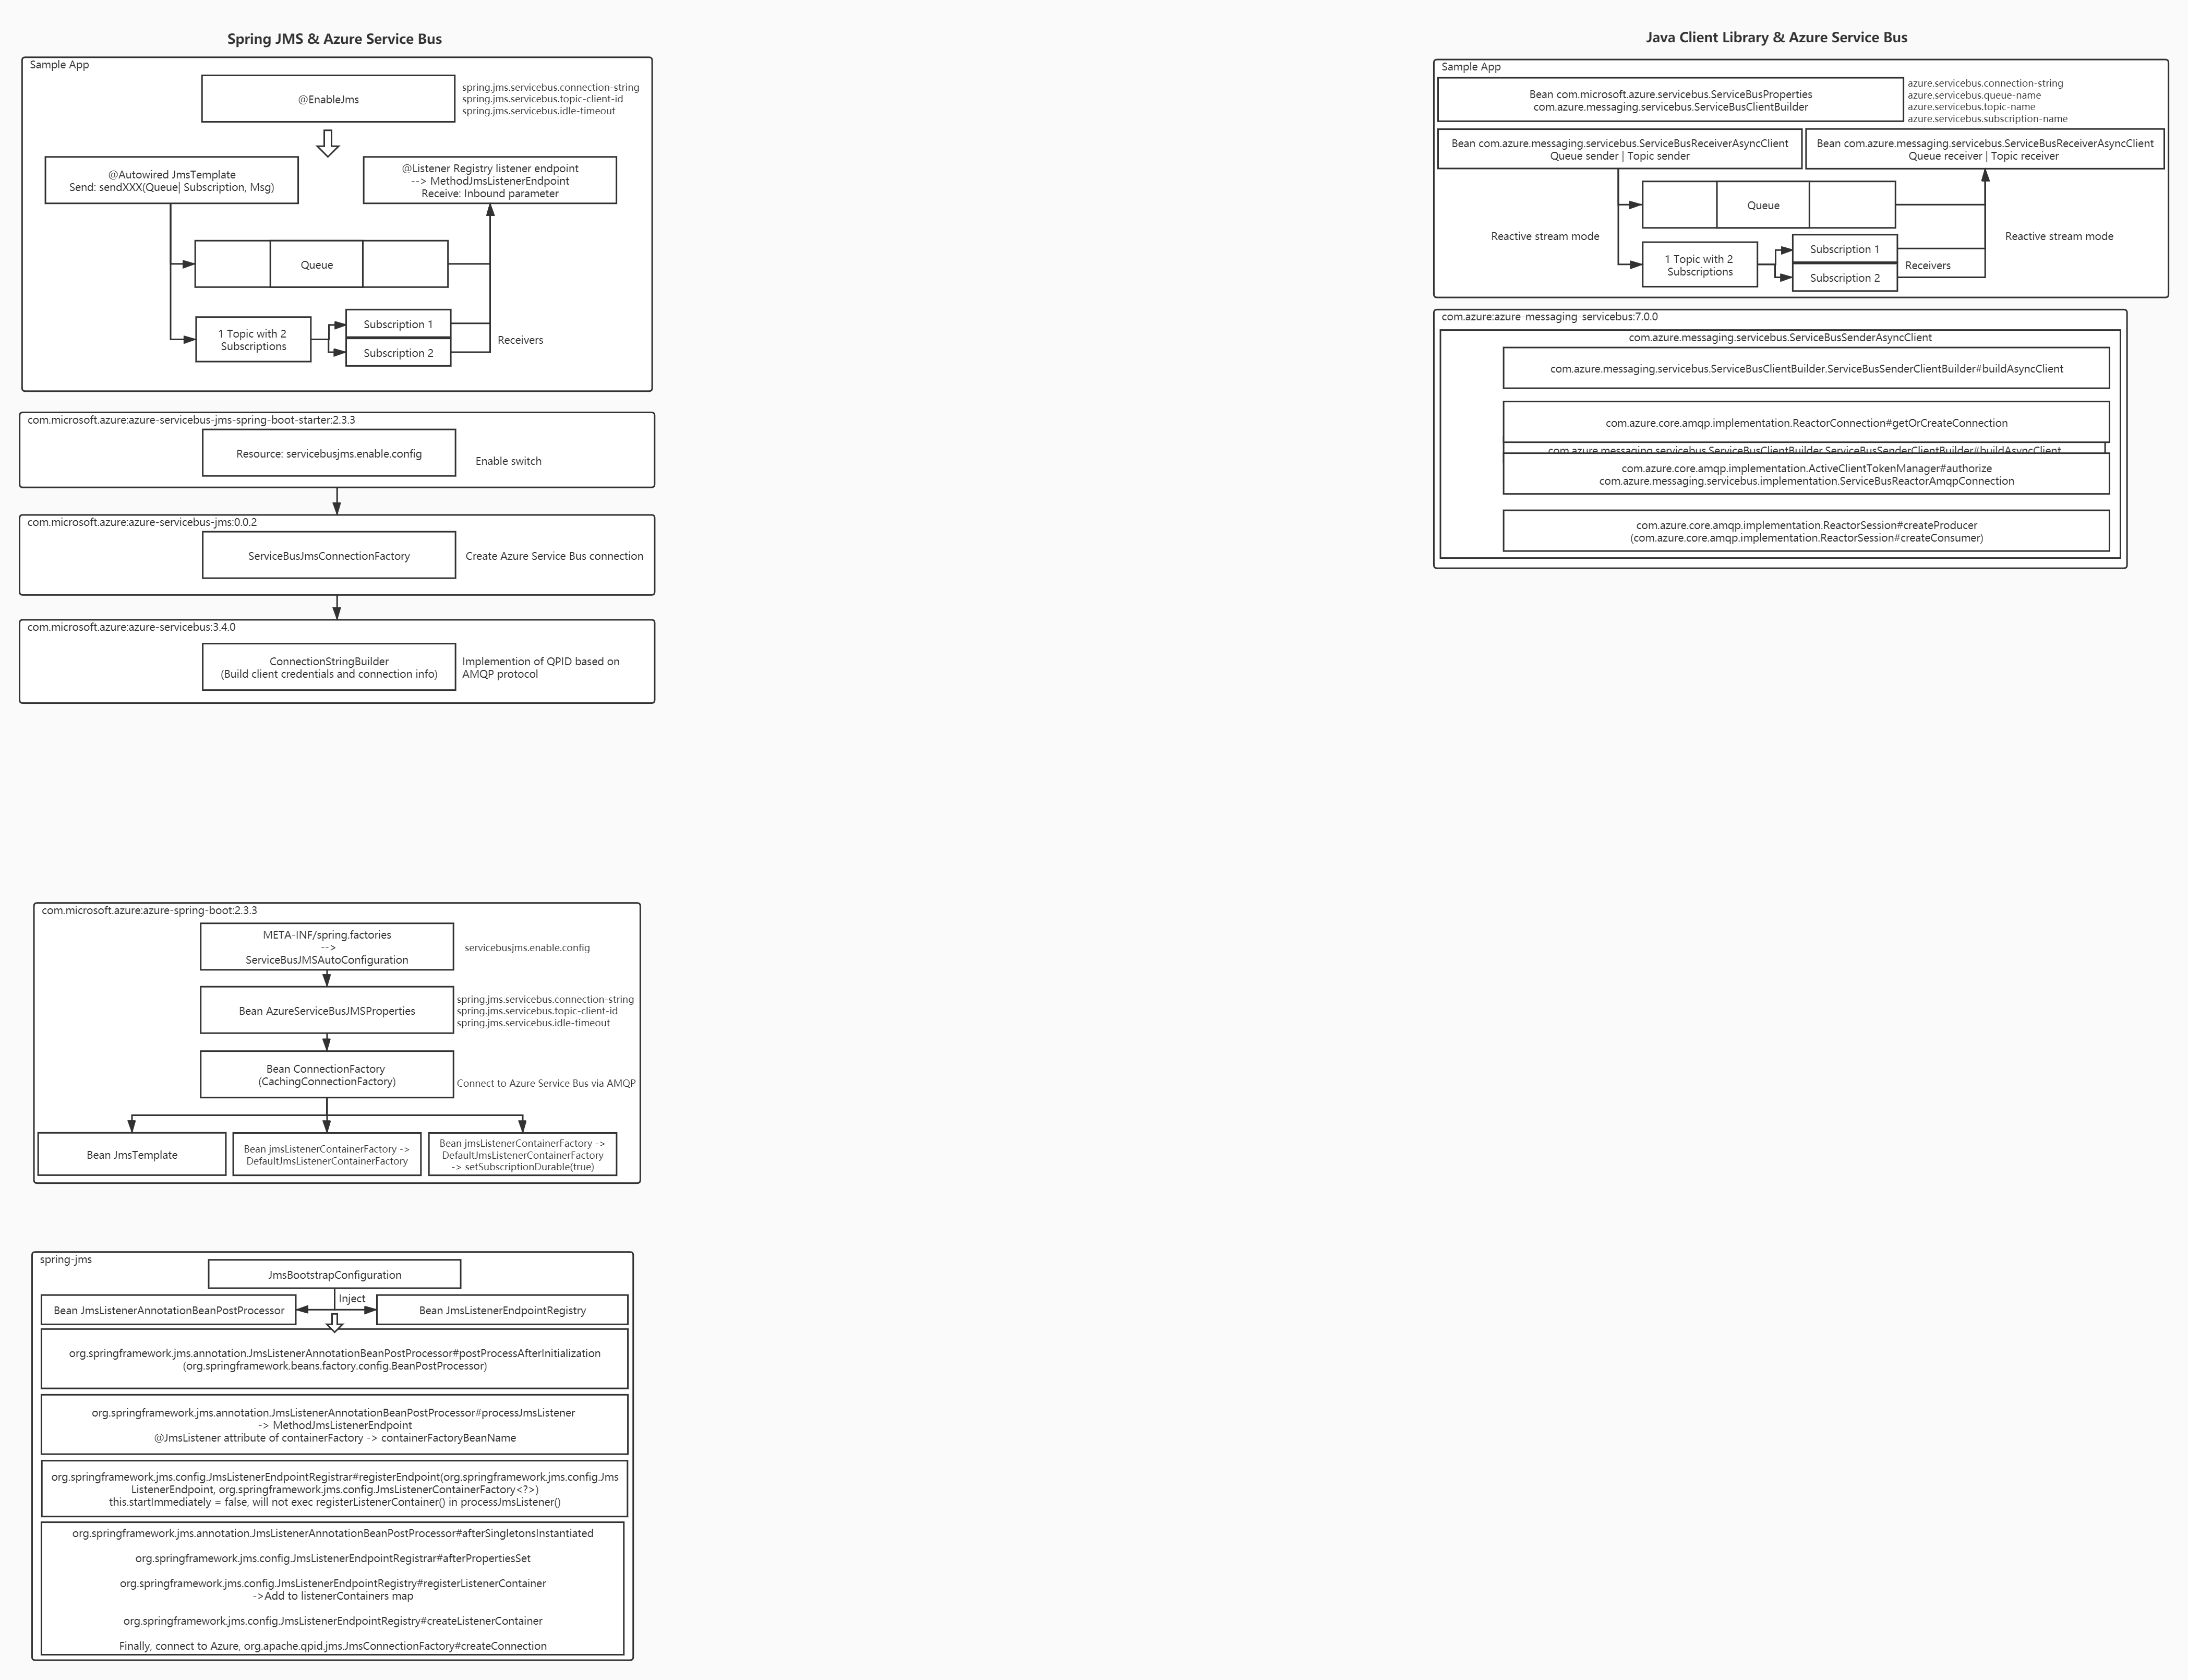 Spring JMS & Azure Service Bus
Sample App
@EnableJms
spring.jms.servicebus.connection-string
spring.jms.servicebus.topic-client-id
spring.jms.servicebus.idle-timeout
@Autowired JmsTemplate
Send: sendXXX(Queue| Subscription, Msg)
@Listener Registry listener endpoint
--> MethodJmsListenerEndpoint
Receive: Inbound parameter
Queue
1 Topic with 2
Subscriptions
Subscription 1
Subscription 2
Receivers
com.microsoft.azure:azure-servicebus-jms-spring-boot-starter:2.3.3
Resource: servicebusjms.enable.config
Enable switch
com.microsoft.azure:azure-servicebus-jms:0.0.2
ServiceBusJmsConnectionFactory
Create Azure Service Bus connection
com.microsoft.azure:azure-servicebus:3.4.0
ConnectionStringBuilder
(Build client credentials and connection info)
Implemention of QPID based on
AMQP protocol
com.microsoft.azure:azure-spring-boot:2.3.3
META-INF/spring.factories
-->
ServiceBusJMSAutoConfiguration
servicebusjms.enable.config
Bean AzureServiceBusJMSProperties
spring.jms.servicebus.connection-string
spring.jms.servicebus.topic-client-id
spring.jms.servicebus.idle-timeout
Bean ConnectionFactory
(CachingConnectionFactory)
Connect to Azure Service Bus via AMQP
Bean JmsTemplate
Bean jmsListenerContainerFactory ->
DefaultJmsListenerContainerFactory
Bean jmsListenerContainerFactory ->
DefaultJmsListenerContainerFactory
-> setSubscriptionDurable(true)
spring-jms
JmsBootstrapConfiguration
Inject
Bean JmsListenerAnnotationBeanPostProcessor
Bean JmsListenerEndpointRegistry
org.springframework.jms.annotation.JmsListenerAnnotationBeanPostProcessor#postProcessAfterInitialization
(org.springframework.beans.factory.config.BeanPostProcessor)
org.springframework.jms.annotation.JmsListenerAnnotationBeanPostProcessor#processJmsListener
-> MethodJmsListenerEndpoint
@JmsListener attribute of containerFactory -> containerFactoryBeanName
org.springframework.jms.config.JmsListenerEndpointRegistrar#registerEndpoint(org.springframework.jms.config.Jms
ListenerEndpoint, org.springframework.jms.config.JmsListenerContainerFactory<?>)
this.startImmediately = false, will not exec registerListenerContainer() in processJmsListener()
org.springframework.jms.annotation.JmsListenerAnnotationBeanPostProcessor#afterSingletonsInstantiated
org.springframework.jms.config.JmsListenerEndpointRegistrar#afterPropertiesSet
org.springframework.jms.config.JmsListenerEndpointRegistry#registerListenerContainer
->Add to listenerContainers map
org.springframework.jms.config.JmsListenerEndpointRegistry#createListenerContainer
Finally, connect to Azure, org.apache.qpid.jms.JmsConnectionFactory#createConnection
Java Client Library & Azure Service Bus
Sample App
Bean com.microsoft.azure.servicebus.ServiceBusProperties
com.azure.messaging.servicebus.ServiceBusClientBuilder
azure.servicebus.connection-string
azure.servicebus.queue-name
azure.servicebus.topic-name
azure.servicebus.subscription-name
Bean com.azure.messaging.servicebus.ServiceBusReceiverAsyncClient
Queue sender | Topic sender
Bean com.azure.messaging.servicebus.ServiceBusReceiverAsyncClient
Queue receiver | Topic receiver
Queue
Reactive stream mode
Reactive stream mode
1 Topic with 2
Subscriptions
Subscription 1
Subscription 2
Receivers
com.azure:azure-messaging-servicebus:7.0.0
com.azure.messaging.servicebus.ServiceBusSenderAsyncClient
com.azure.messaging.servicebus.ServiceBusClientBuilder.ServiceBusSenderClientBuilder#buildAsyncClient
com.azure.core.amqp.implementation.ReactorConnection#getOrCreateConnection
com.azure.messaging.servicebus.ServiceBusClientBuilder.ServiceBusSenderClientBuilder#buildAsyncClient
com.azure.core.amqp.implementation.ActiveClientTokenManager#authorize
com.azure.messaging.servicebus.implementation.ServiceBusReactorAmqpConnection
com.azure.core.amqp.implementation.ReactorSession#createProducer
(com.azure.core.amqp.implementation.ReactorSession#createConsumer)